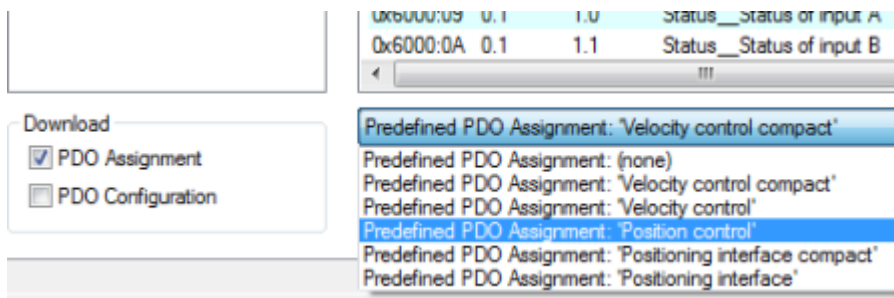 0x6000:09 0.1 1.0 Status__Status of input A
0x6000:0A 0.1 1.1 Status__Status of input B
Download
PDO Assignment
PDO Configuration
Predefined PDO Assignment: 'Velocity control compact'
Predefined PDO Assignment: (none)
Predefined PDO Assignment: 'Velocity control compact'
Predefined PDO Assignment: 'Velocity control'
Predefined PDO Assignment: 'Position control'
Predefined PDO Assignment: 'Positioning interface compact'
Predefined PDO Assignment: 'Positioning interface'